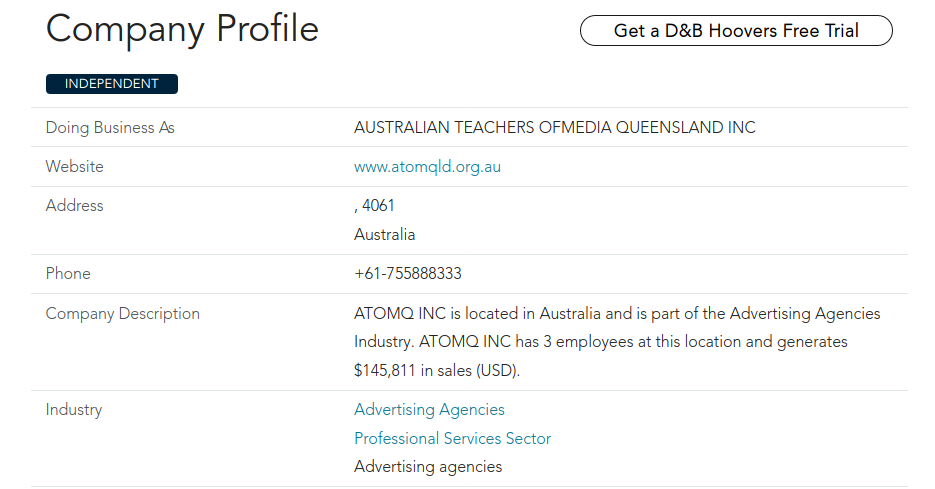 Company Profile
Get a D&B Hoovers Free Trial
INDEPENDENT
Doing Business As
AUSTRALIAN TEACHERS OFMEDIA QUEENSLAND INC
Website
www.atomqld.org.au
Address
, 4061
Australia
Phone
+61-755888333
Company Description
ATOMQ INC is located in Australia and is part of the Advertising Agencies
Industry. ATOMQ INC has 3 employees at this location and generates
$145,811 in sales (USD).
Industry
Advertising Agencies
Professional Services Sector
Advertising agencies